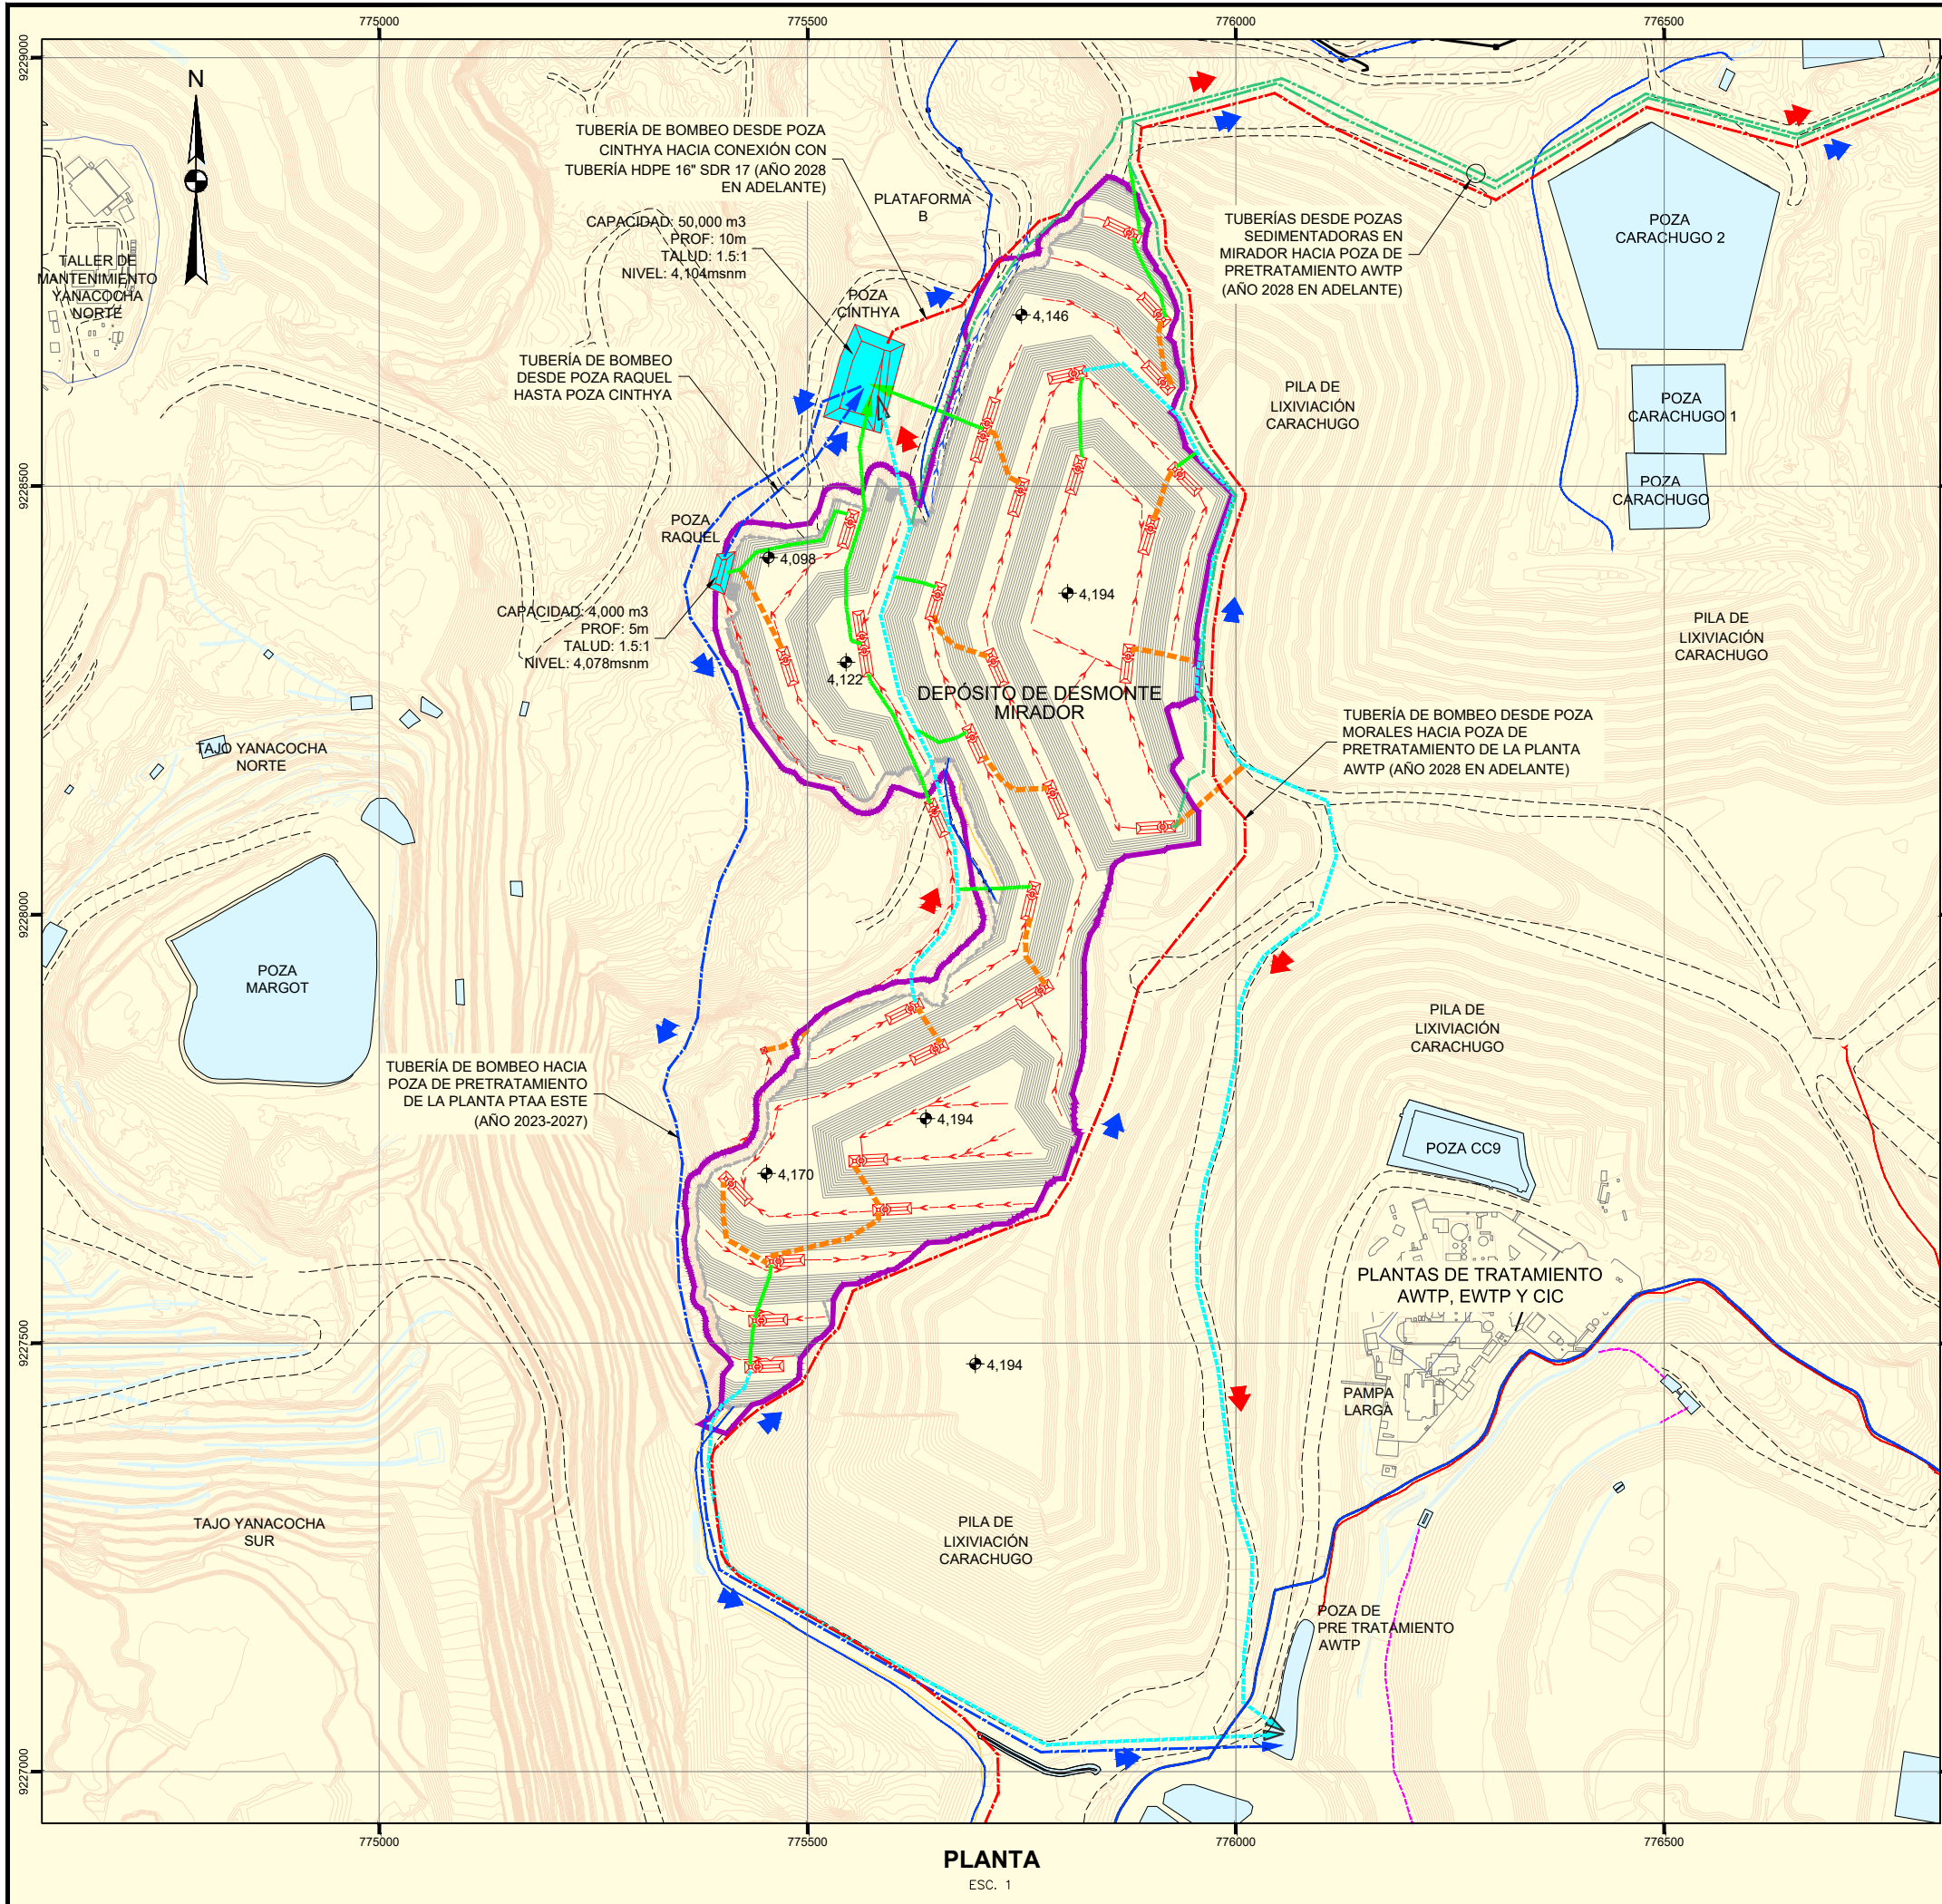 775000
775500
776000
776500
9229000
9228500
9228000
9227500
9227000
N
TUBERÍA DE BOMBEO DESDE POZA
CINTHYA HACIA CONEXIÓN CON
TUBERÍA HDPE 16" SDR 17 (AÑO 2028
EN ADELANTE)
PLATAFORMA
B
CAPACIDAD: 50,000 m3
PROF: 10m
TALUD: 1.5:1
NIVEL: 4,104msnm
POZA
CINTHYA
TALLER DE
MANTENIMIENTO
YANACOCHA
NORTE
TUBERÍAS DESDE POZAS
SEDIMENTADORAS EN
MIRADOR HACIA POZA DE
PRETRATAMIENTO AWTP
(AÑO 2028 EN ADELANTE)
POZA
CARACHUGO 2
4,146
TUBERÍA DE BOMBEO
DESDE POZA RAQUEL
HASTA POZA CINTHYA
PILA DE
LIXIVIACIÓN
CARACHUGO
POZA
CARACHUGO 1
POZA
CARACHUGO
POZA
RAQUEL
4,098
4,194
CAPACIDAD: 4,000 m3
PROF: 5m
TALUD: 1.5:1
NIVEL: 4,078msnm
4,122
DEPÓSITO DE DESMONTE
MIRADOR
PILA DE
LIXIVIACIÓN
CARACHUGO
TUBERÍA DE BOMBEO DESDE POZA
MORALES HACIA POZA DE
PRETRATAMIENTO DE LA PLANTA
AWTP (AÑO 2028 EN ADELANTE)
TAJO YANACOCHA
NORTE
POZA
MARGOT
PILA DE
LIXIVIACIÓN
CARACHUGO
TUBERÍA DE BOMBEO HACIA
POZA DE PRETRATAMIENTO
DE LA PLANTA PTAA ESTE
(AÑO 2023-2027)
4,194
4,170
POZA CC9
PLANTAS DE TRATAMIENTO
AWTP, EWTP Y CIC
4,194
PAMPA
LARGA
TAJO YANACOCHA
SUR
PILA DE
LIXIVIACIÓN
CARACHUGO
POZA DE
PRE TRATAMIENTO
AWTP
775000
775500
776000
776500
PLANTA
ESC. 1